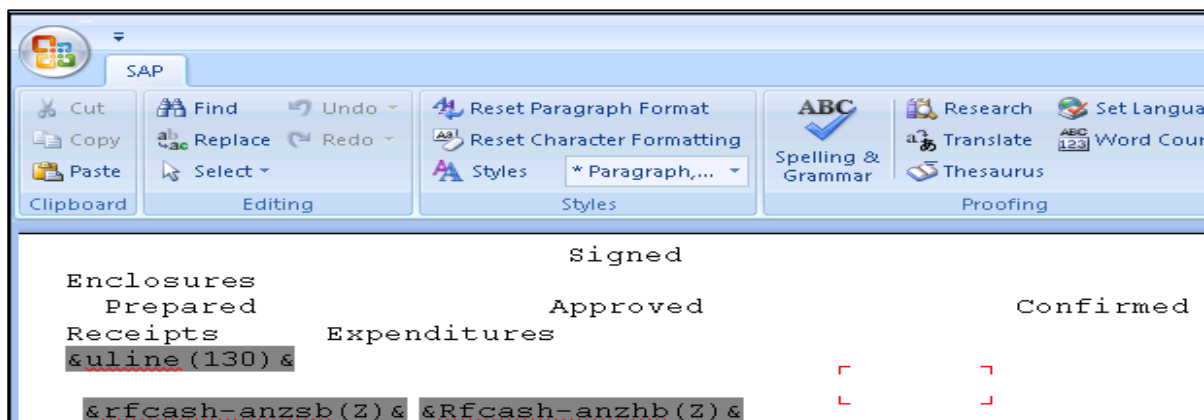 SAP
Cut Find Undo Reset Paragraph Format ABC Research Set Langua
Copy Replace Redo Reset Character Formatting Translate Word Coun
Paste Select Styles * Paragraph,... Spelling & Grammar Thesaurus
Clipboard Editing Styles Proofing
Signed
Enclosures
Prepared Approved Confirmed
Receipts Expenditures
&uline(130)&
&rfcash-anzsb(Z)& &Rfcash-anzhb(Z)&